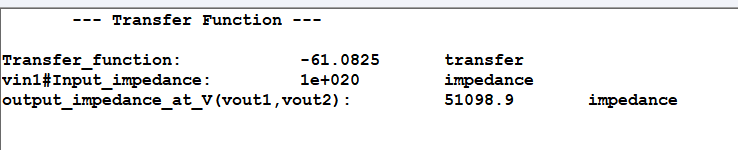 --- Transfer Function ---
Transfer_function: -61.0825 transfer
vin1#Input_impedance: 1e+020 impedance
output_impedance_at_V(vout1,vout2): 51098.9 impedance